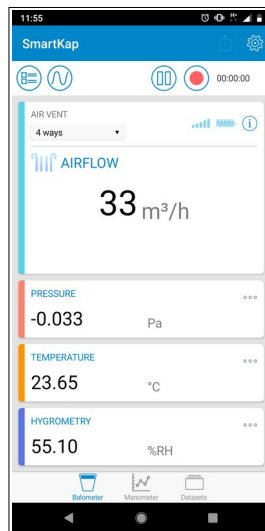 11:55
H+
SmartKap
00:00:00
AIR VENT
4 ways
AIRFLOW
33 m³/h
PRESSURE
-0.033 Pa
TEMPERATURE
23.65 °C
HYGROMETRY
55.10 %RH
Balometer Manometer Datasets